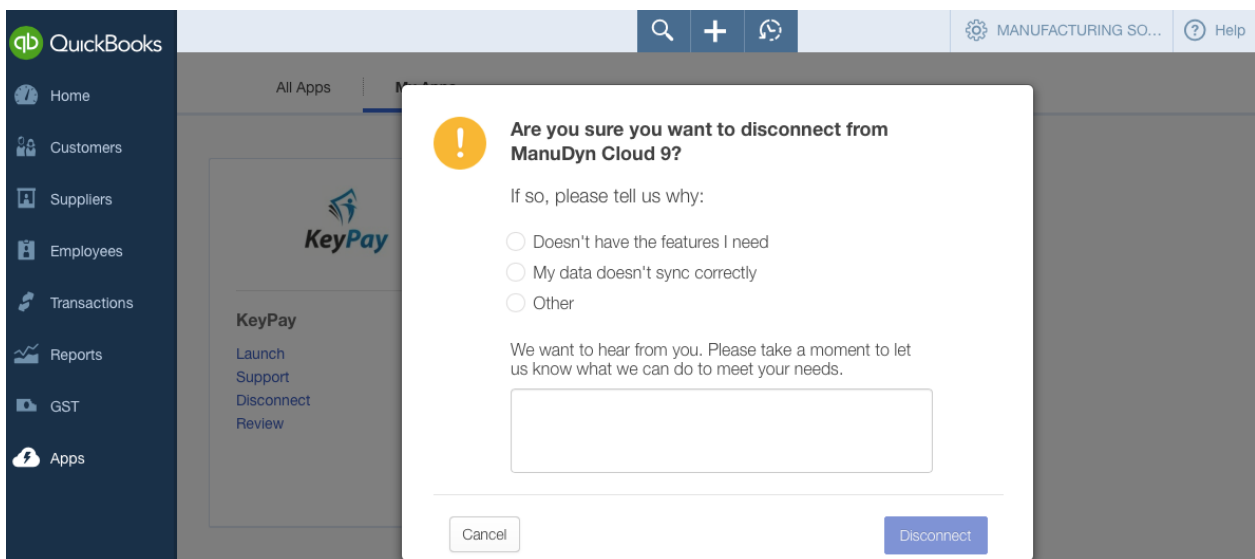 QUICKBOOKS
MANUFACTURING SO...
Help
Home
Customers
Suppliers
Employees
Transactions
Reports
GST
Apps
All Apps
My Apps
KeyPay
KeyPay
Launch
Support
Disconnect
Review
Are you sure you want to disconnect from
ManuDyn Cloud 9?
If so, please tell us why:
Doesn't have the features I need
My data doesn't sync correctly
Other
We want to hear from you. Please take a moment to let
us know what we can do to meet your needs.
Cancel
Disconnect